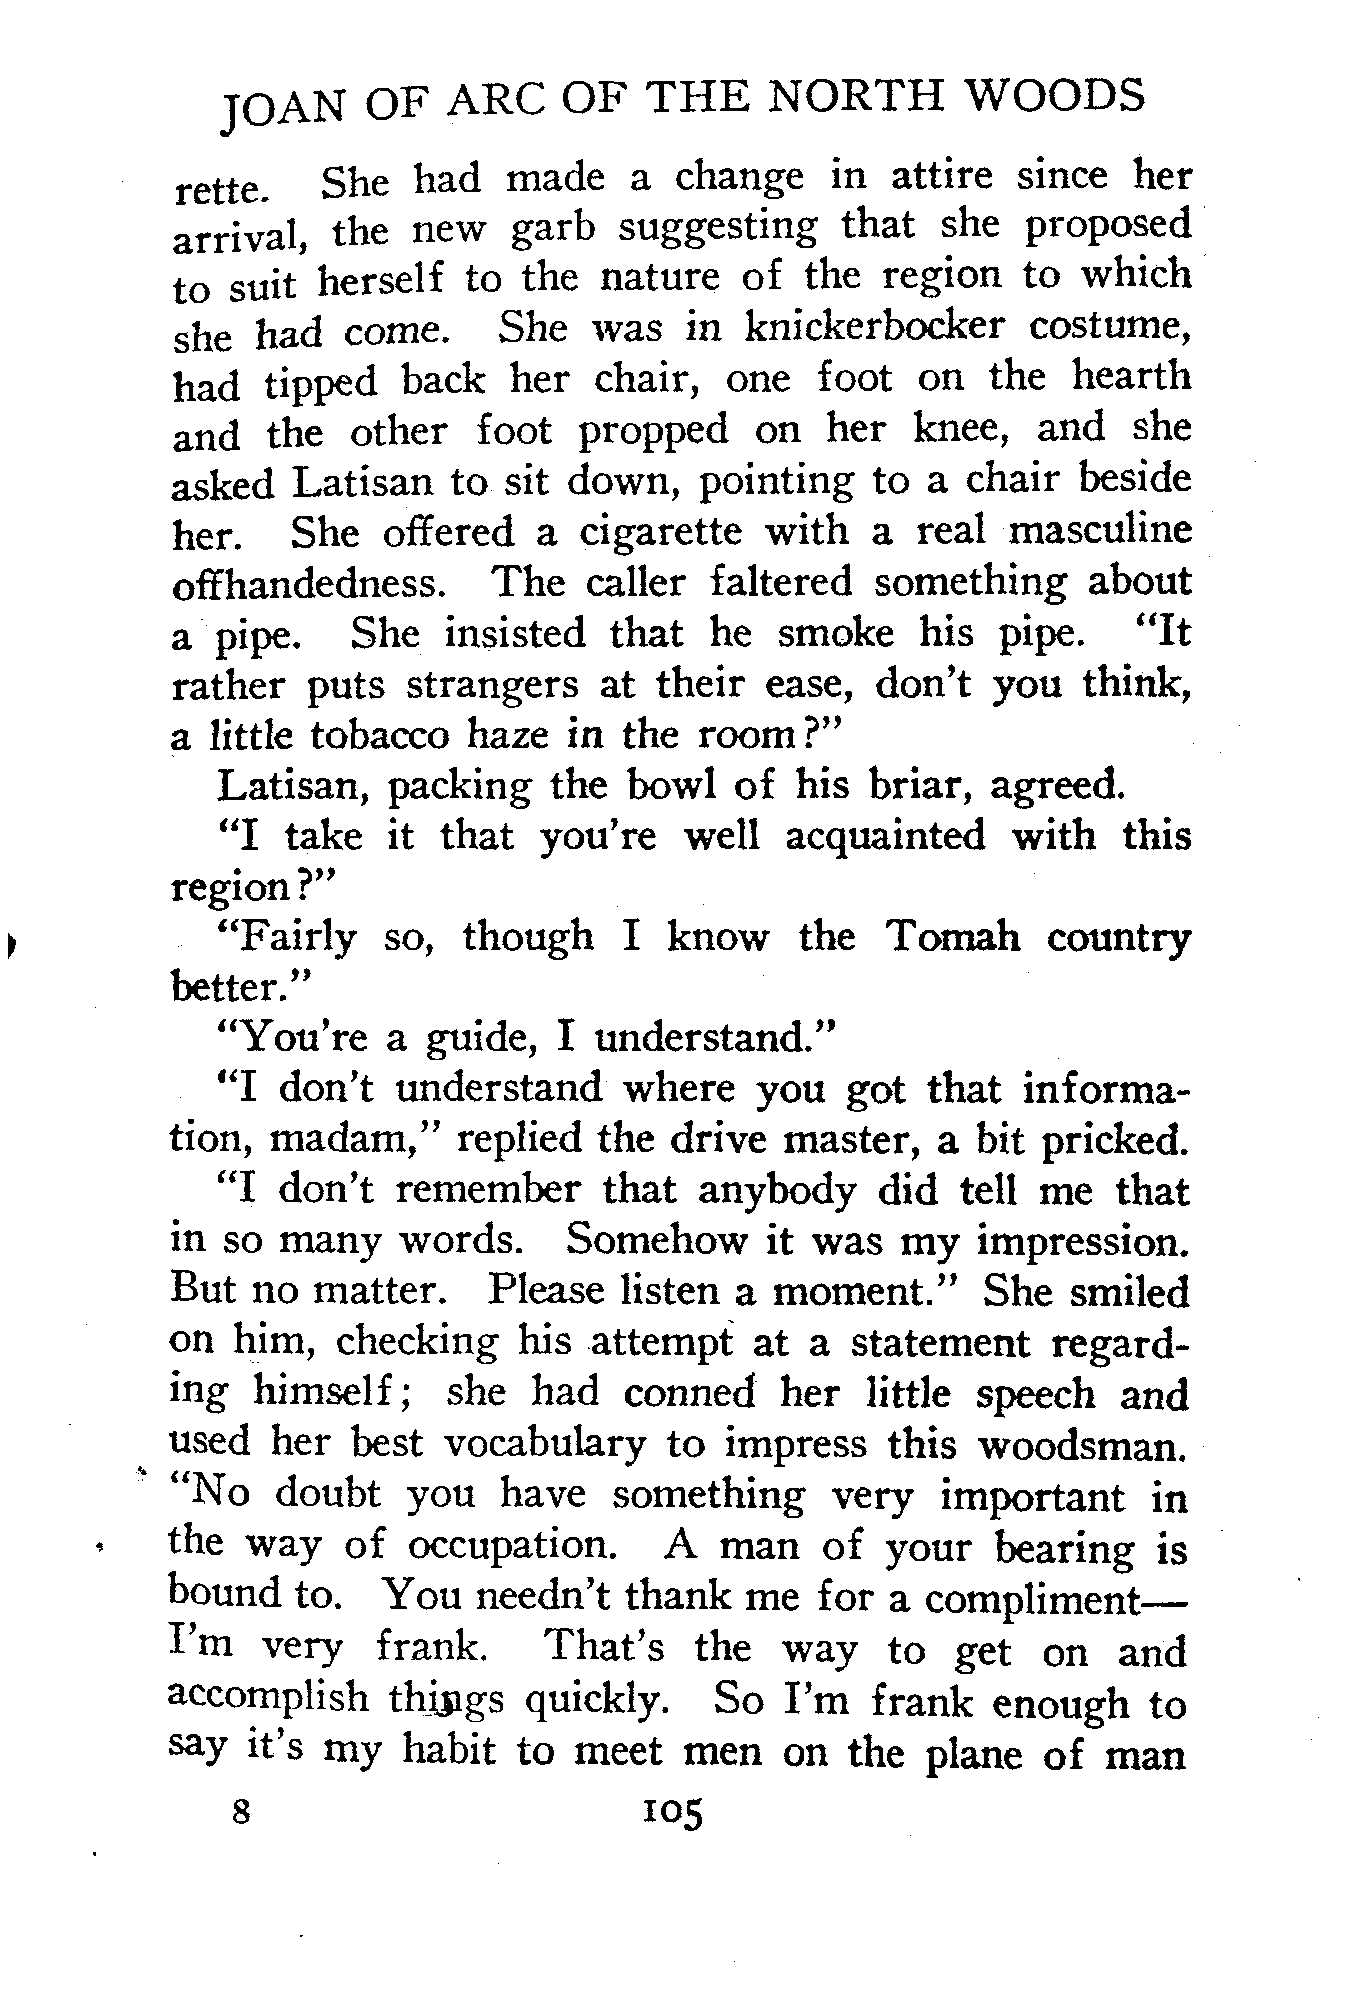 JOAN OF ARC OF THE NORTH WOODS
rette. She had made a change in attire since her
arrival, the new garb suggesting that she proposed
to suit herself to the nature of the region to which
she had come. She was in knickerbocker costume,
had tipped back her chair, one foot on the hearth
and the other foot propped on her knee, and she
asked Latisan to sit down, pointing to a chair beside
her. She offered a cigarette with a real masculine
offhandedness. The caller faltered something about
a pipe. She insisted that he smoke his pipe. “It
rather puts strangers at their ease, don't you think,
a little tobacco haze in the room?”
Latisan, packing the bowl of his briar, agreed.
“I take it that you're well acquainted with this
region?”
“Fairly so, though I know the Tomah country
better.”
“You're a guide, I understand.”
“I don't understand where you got that informa-
tion, madam,” replied the drive master, a bit pricked.
“I don't remember that anybody did tell me that
in so many words. Somehow it was my impression.
But no matter. Please listen a moment.” She smiled
on him, checking his attempt at a statement regard-
ing himself; she had conned her little speech and
used her best vocabulary to impress this woodsman.
“No doubt you have something very important in
the way of occupation. A man of your bearing is
bound to. You needn't thank me for a compliment—
I'm very frank. That's the way to get on and
accomplish things quickly. So I'm frank enough to
say it's my habit to meet men on the plane of man
8 105